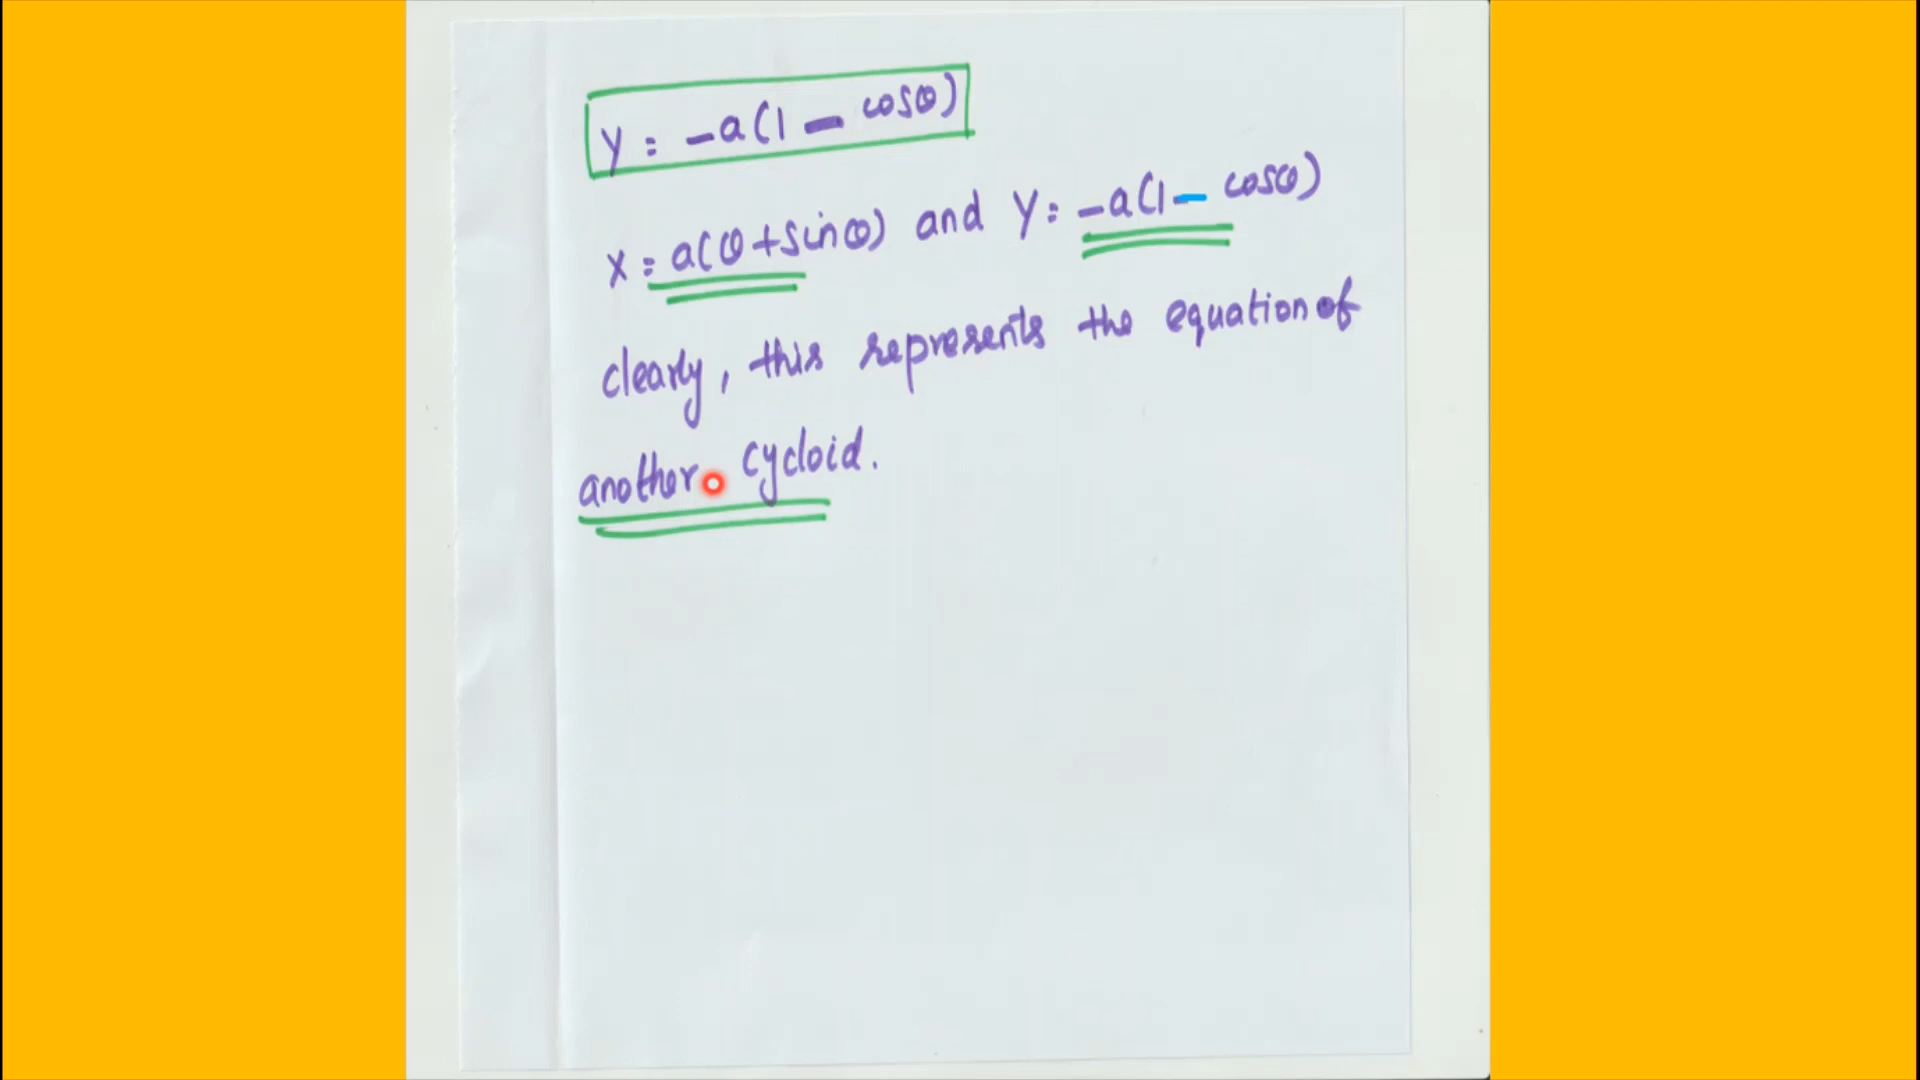 Y = -a(1 - cosθ)
X = a(θ+sinθ) and Y = -a(1 - cosθ)
clearly, this represents the equation of
another cycloid.